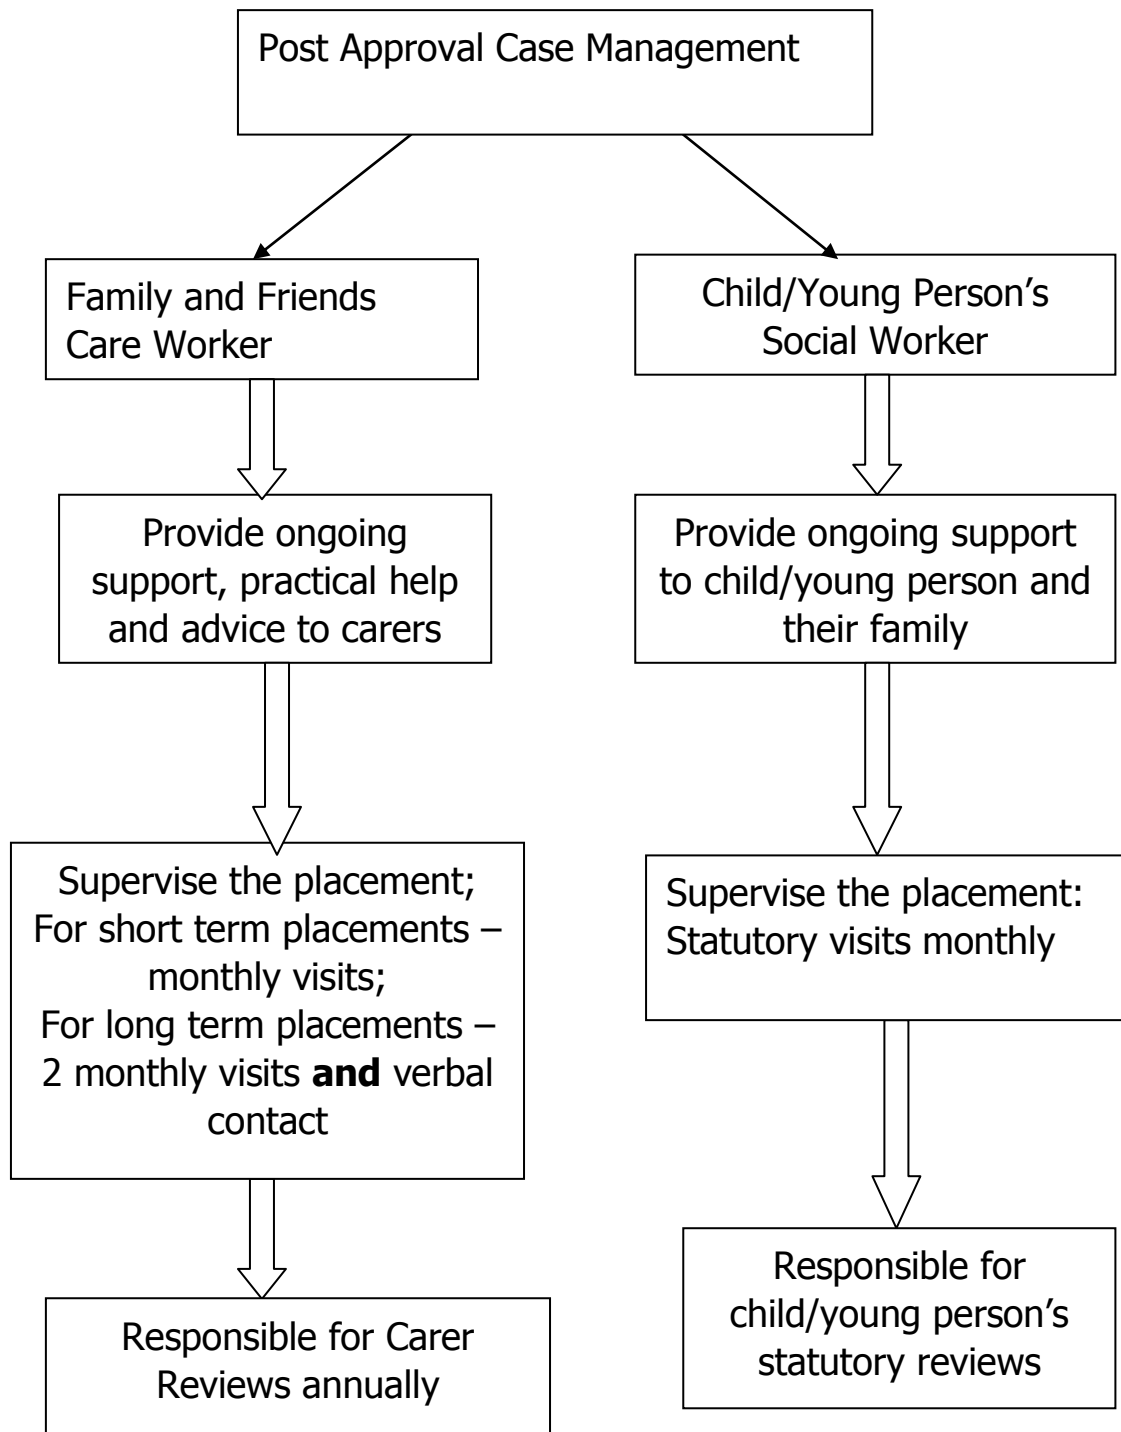 Post Approval Case Management
Family and Friends
Care Worker
Child/Young Person’s
Social Worker
Provide ongoing
support, practical help
and advice to carers
Provide ongoing support
to child/young person and
their family
Supervise the placement;
For short term placements –
monthly visits;
For long term placements –
2 monthly visits and verbal
contact
Supervise the placement:
Statutory visits monthly
Responsible for Carer
Reviews annually
Responsible for
child/young person’s
statutory reviews